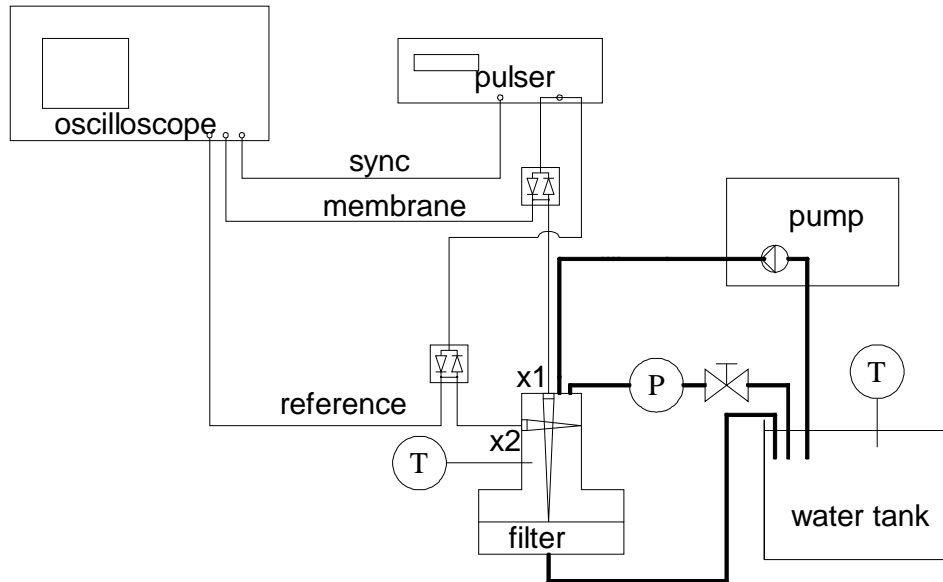 pulser
oscilloscope
sync
membrane
pump
x1
P
T
reference
x2
T
water tank
filter